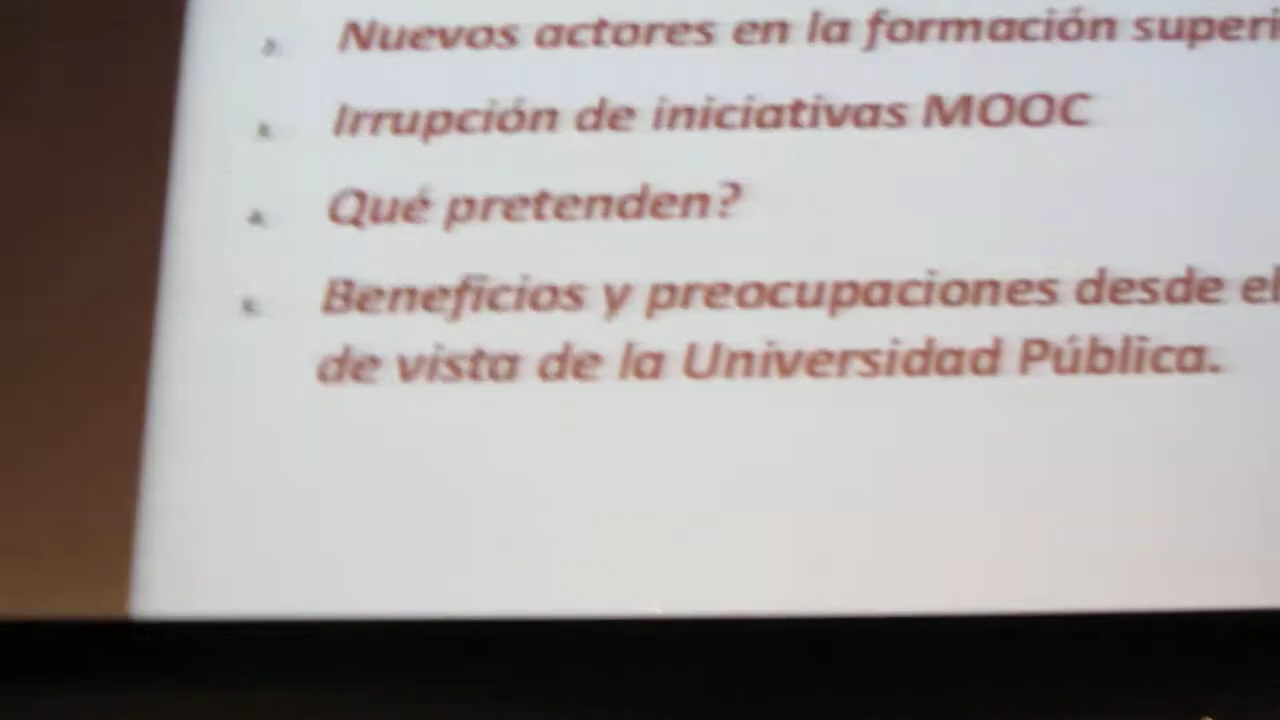 Nuevos actores en la formación superi
Irrupción de iniciativas MOOC
Qué pretenden?
Beneficios y preocupaciones desde el
de vista de la Universidad Pública.